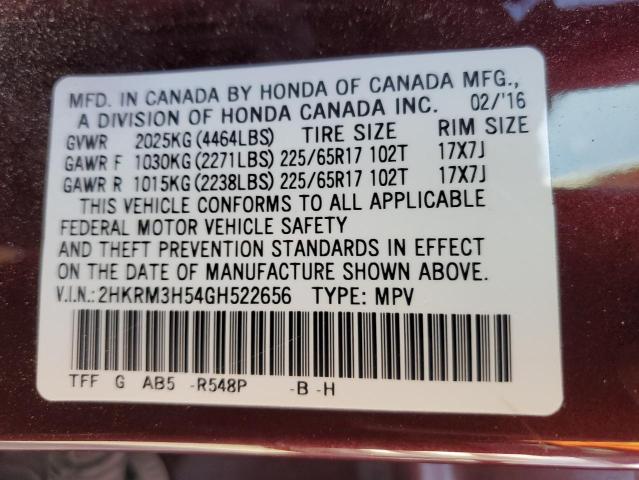 MFD. IN CANADA BY HONDA OF CANADA MFG.,
A DIVISION OF HONDA CANADA INC. 02/'16
GVWR 2025KG (4464LBS) TIRE SIZE RIM SIZE
GAWR F 1030KG (2271LBS) 225/65R17 102T 17X7J
GAWR R 1015KG (2238LBS) 225/65R17 102T 17X7J
THIS VEHICLE CONFORMS TO ALL APPLICABLE
FEDERAL MOTOR VEHICLE SAFETY
AND THEFT PREVENTION STANDARDS IN EFFECT
ON THE DATE OF MANUFACTURE SHOWN ABOVE.
V.I.N.:2HKRM3H54GH522656 TYPE: MPV
TFF G AB5 -R548P -B -H